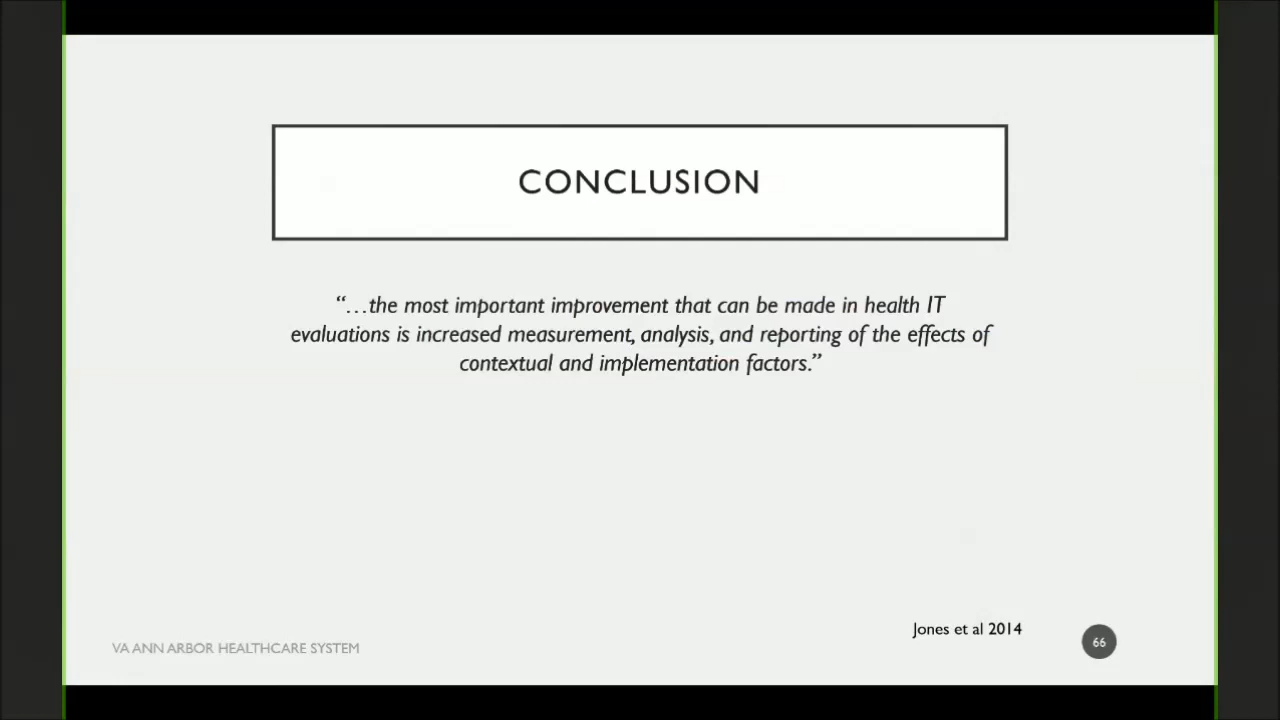 CONCLUSION
“…the most important improvement that can be made in health IT
evaluations is increased measurement, analysis, and reporting of the effects of
contextual and implementation factors.”
Jones et al 2014
VA ANN ARBOR HEALTHCARE SYSTEM
66